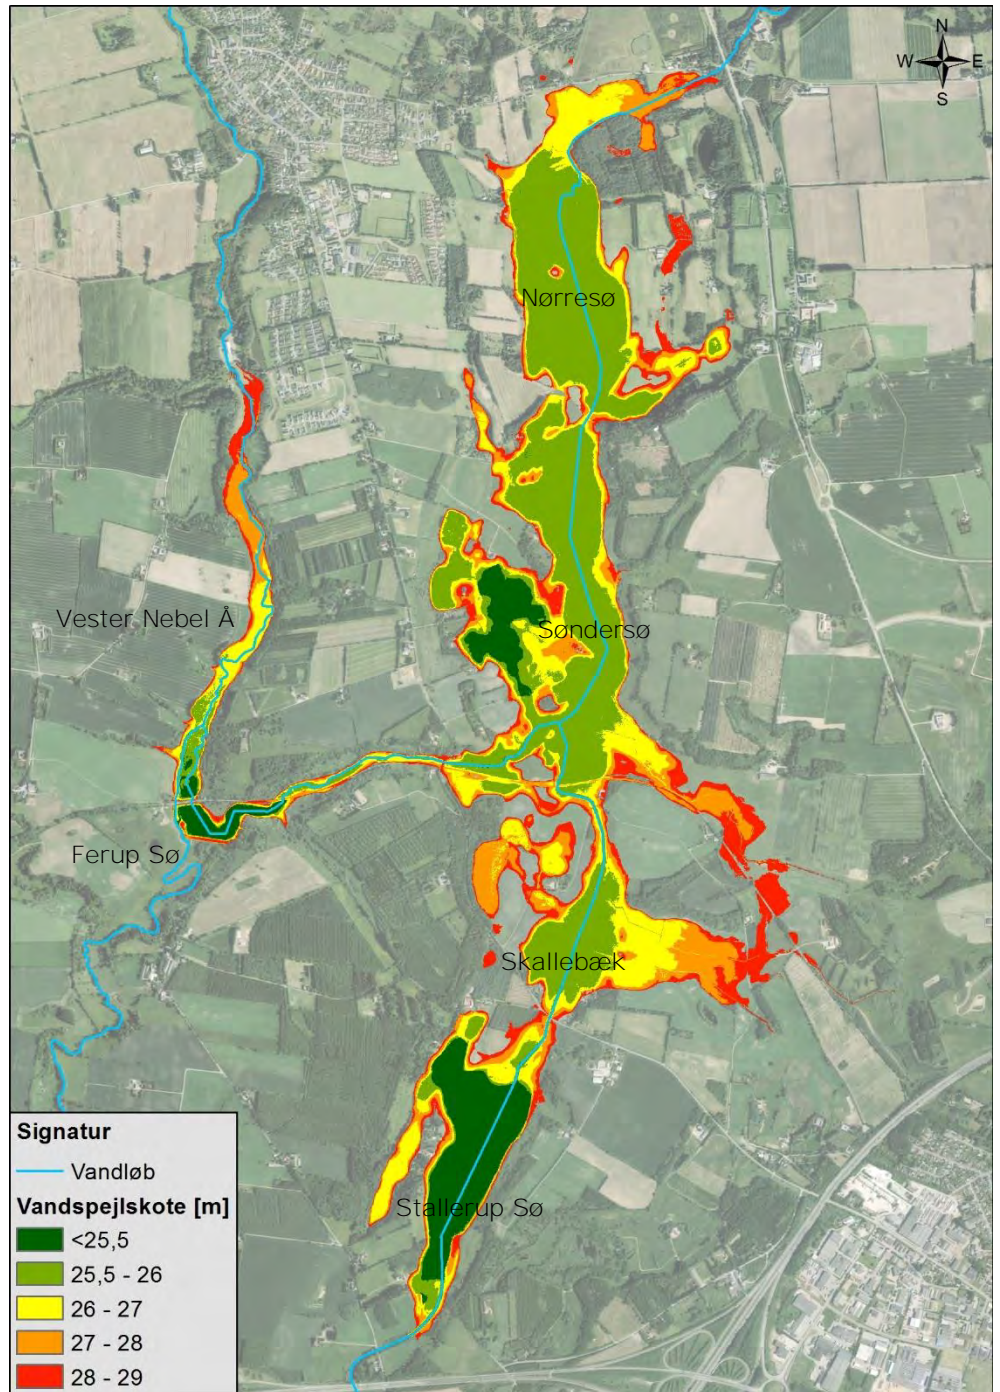 N
W E
S
Nørresø
Vester Nebel Å
Søndersø
Ferup Sø
Skallebæk
Stallerup Sø
Signatur
Vandløb
Vandspejlskote [m]
<25,5
25,5 - 26
26 - 27
27 - 28
28 - 29